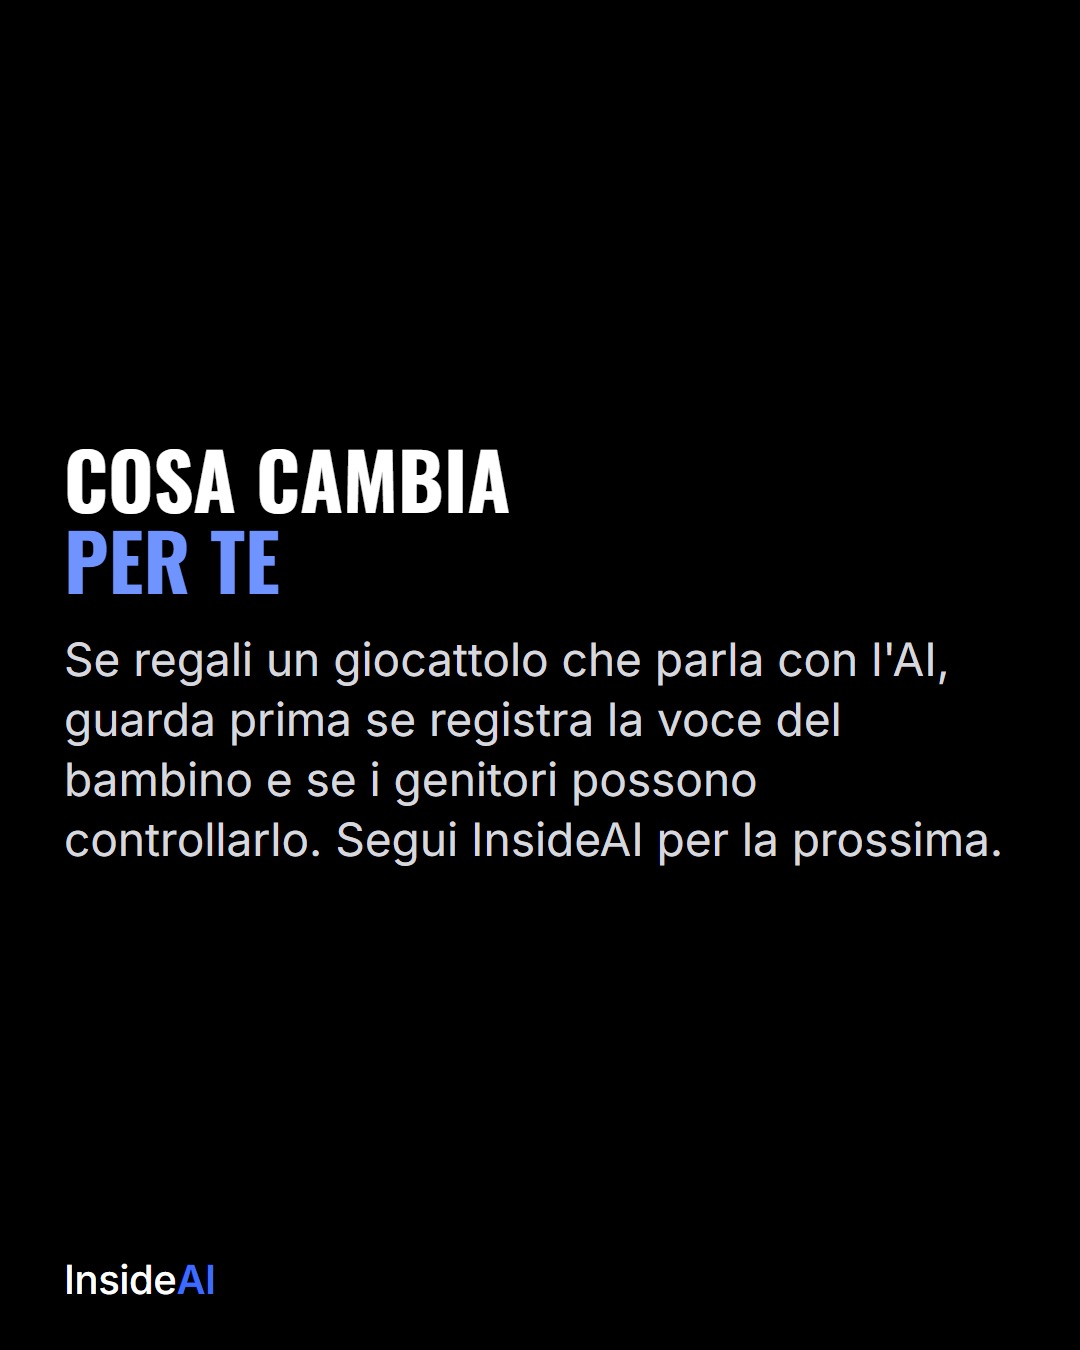 COSA CAMBIA
PER TE
Se regali un giocattolo che parla con l'AI,
guarda prima se registra la voce del
bambino e se i genitori possono
controllarlo. Segui InsideAI per la prossima.
InsideAI